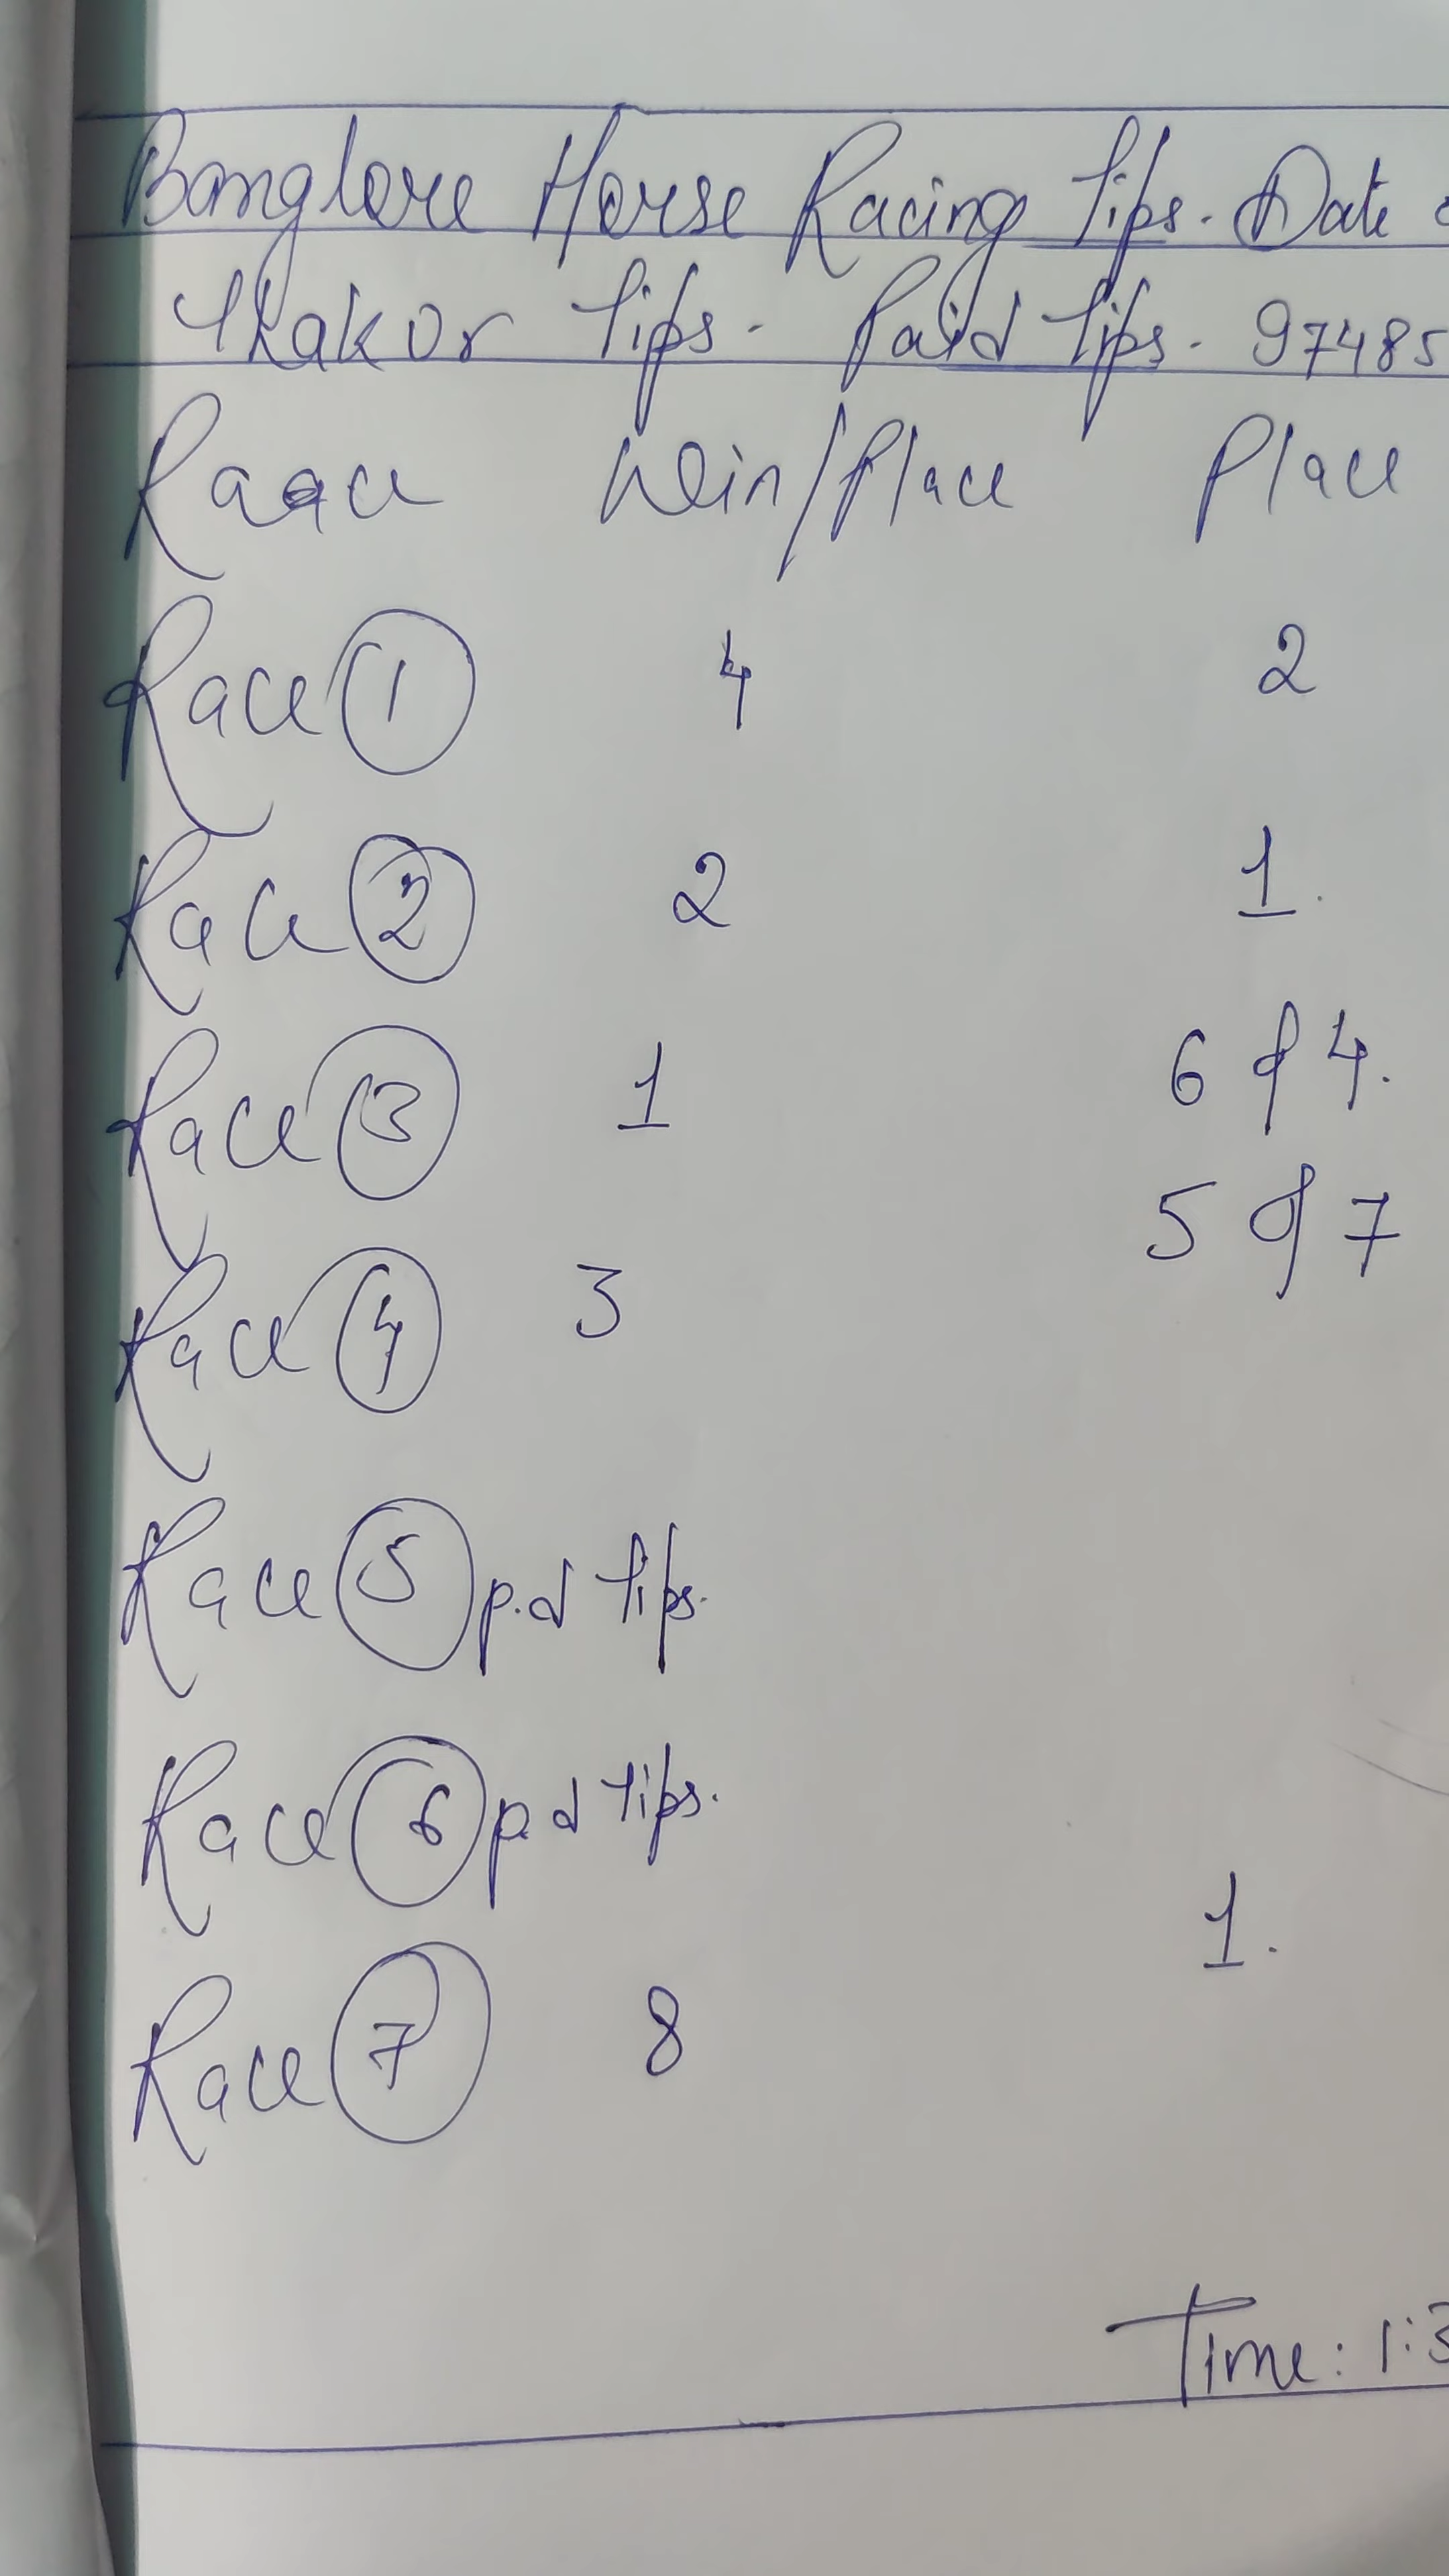 Banglore Horse Racing Tips. Date
Thakor Tips. Paid Tips. 97485
Raace Win/Place Place
Race 1 4 2
Race 2 2 1.
Race 3 1 6 & 4.
Race 4 3 5 & 7
Race 5 p.d Tips.
Race 6 p.d Tips.
Race 7 8 1.
Time: 1:3